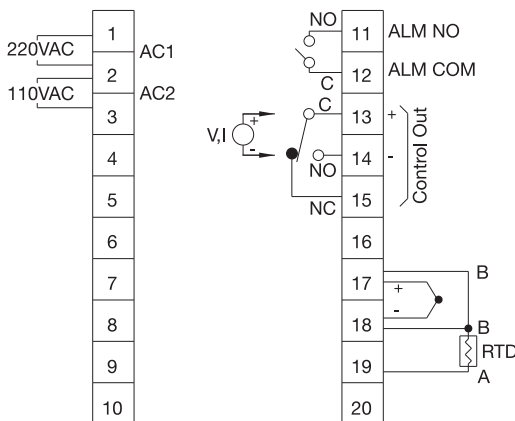 1
220VAC
AC1
2
110VAC
AC2
3
4
5
6
7
8
9
10
NO
11
ALM NO
12
ALM COM
C
C
13
+
V,I
+
-
14
-
Control Out
NO
15
NC
16
17
B
+
-
18
B
RTD
19
A
20